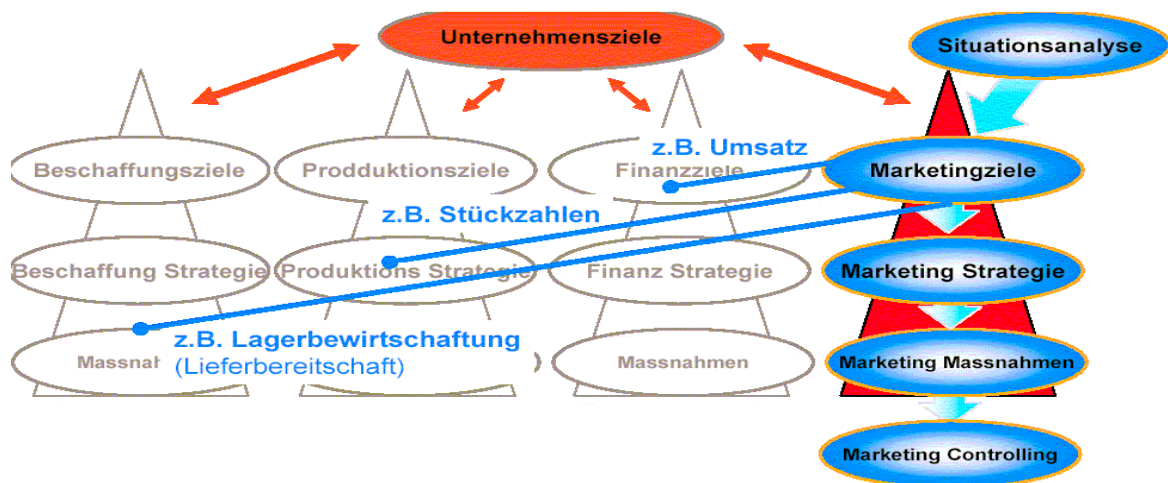 Unternehmensziele
Situationsanalyse
z.B. Umsatz
Beschaffungsziele
Prodduktionsziele
Finanzziele
Marketingziele
z.B. Stückzahlen
Beschaffung Strategie
Produktions Strategie
Finanz Strategie
Marketing Strategie
z.B. Lagerbewirtschaftung
(Lieferbereitschaft)
Massnahmen
Marketing Massnahmen
Marketing Controlling